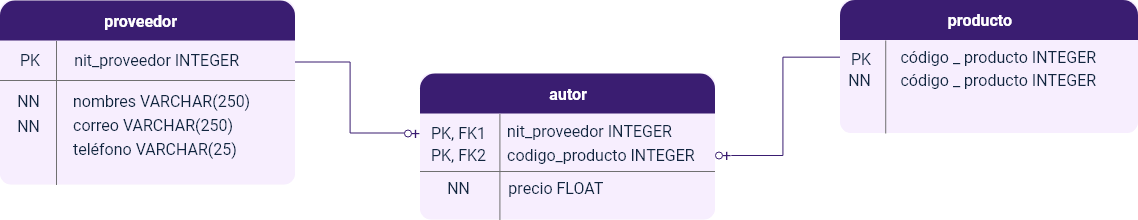 proveedor
PK nit_proveedor INTEGER
NN nombres VARCHAR(250)
NN correo VARCHAR(250)
teléfono VARCHAR(25)
autor
PK, FK1 nit_proveedor INTEGER
PK, FK2 codigo_producto INTEGER
NN precio FLOAT
producto
PK código _ producto INTEGER
NN código _ producto INTEGER